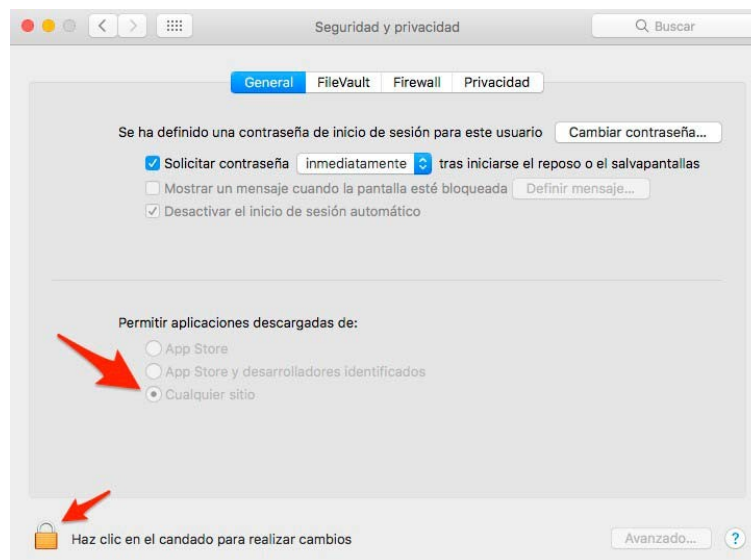 Seguridad y privacidad
Buscar
General FileVault Firewall Privacidad
Se ha definido una contraseña de inicio de sesión para este usuario Cambiar contraseña...
Solicitar contraseña inmediatamente tras iniciarse el reposo o el salvapantallas
Mostrar un mensaje cuando la pantalla esté bloqueada Definir mensaje...
Desactivar el inicio de sesión automático
Permitir aplicaciones descargadas de:
App Store
App Store y desarrolladores identificados
Cualquier sitio
Haz clic en el candado para realizar cambios Avanzado... ?